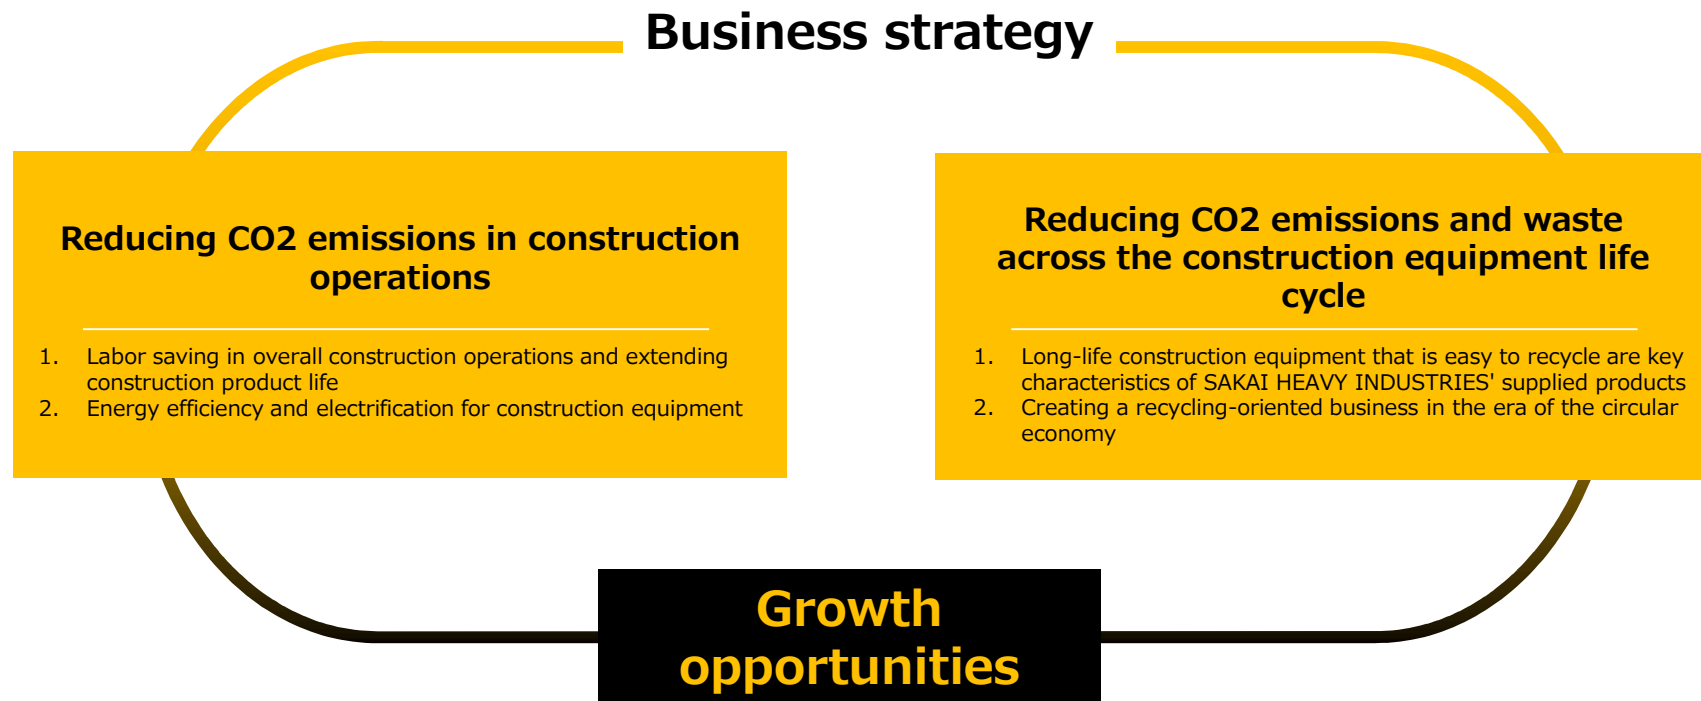 Business strategy
Reducing CO2 emissions in construction
operations
1. Labor saving in overall construction operations and extending
construction product life
2. Energy efficiency and electrification for construction equipment
Reducing CO2 emissions and waste
across the construction equipment life
cycle
1. Long-life construction equipment that is easy to recycle are key
characteristics of SAKAI HEAVY INDUSTRIES' supplied products
2. Creating a recycling-oriented business in the era of the circular
economy
Growth
opportunities